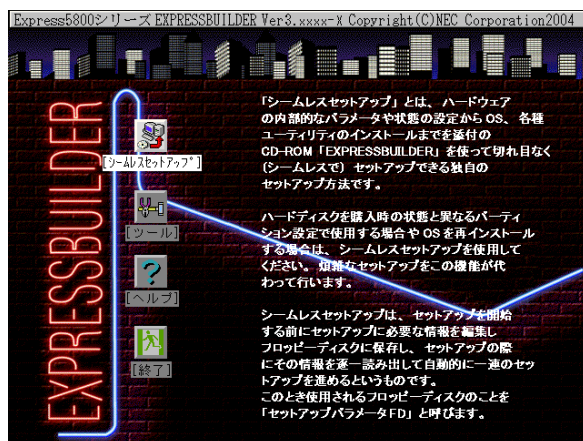 Express5800シリーズ EXPRESSBUILDER Ver3.xxxx-X Copyright(C)NEC Corporation2004
EXPRESSBUILDER
[シームレスセットアップ]
[ツール]
[ヘルプ]
[終了]
「シームレスセットアップ」とは、ハードウェア
の内部的なパラメータや状態の設定から OS、各種
ユーティリティのインストールまでを添付の
CD-ROM「EXPRESSBUILDER」を使って切れ目なく
(シームレスで) セットアップできる独自の
セットアップ方法です。
ハードディスクを購入時の状態と異なるパーティ
ション設定で使用する場合や OSを再インストール
する場合は、シームレスセットアップを使用して
ください。煩雑なセットアップをこの機能が代
わって行います。
シームレスセットアップは、セットアップを開始
する前にセットアップに必要な情報を編集し
フロッピーディスクに保存し、セットアップの際
にその情報を逐一読み出して自動的に一連のセッ
トアップを進めるというものです。
このとき使用されるフロッピーディスクのことを
「セットアップパラメータFD」と呼びます。